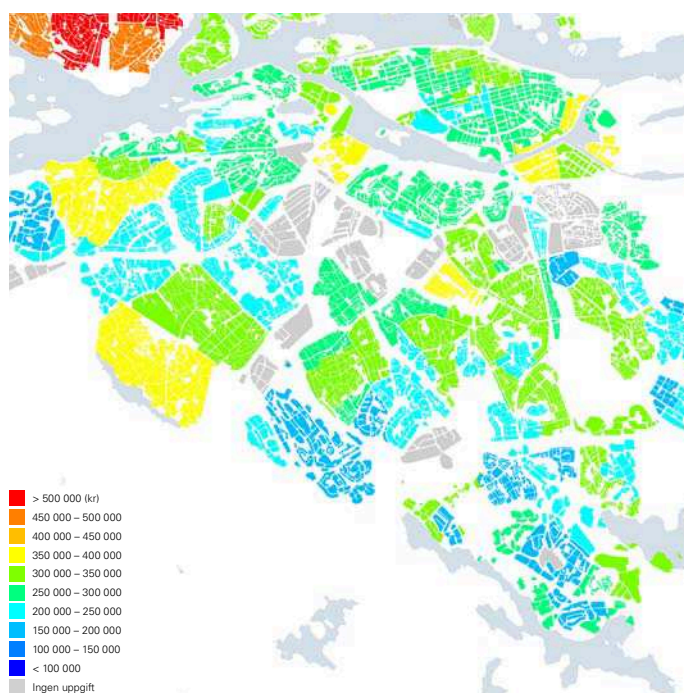 > 500 000 (kr)
450 000 – 500 000
400 000 – 450 000
350 000 – 400 000
300 000 – 350 000
250 000 – 300 000
200 000 – 250 000
150 000 – 200 000
100 000 – 150 000
< 100 000
Ingen uppgift